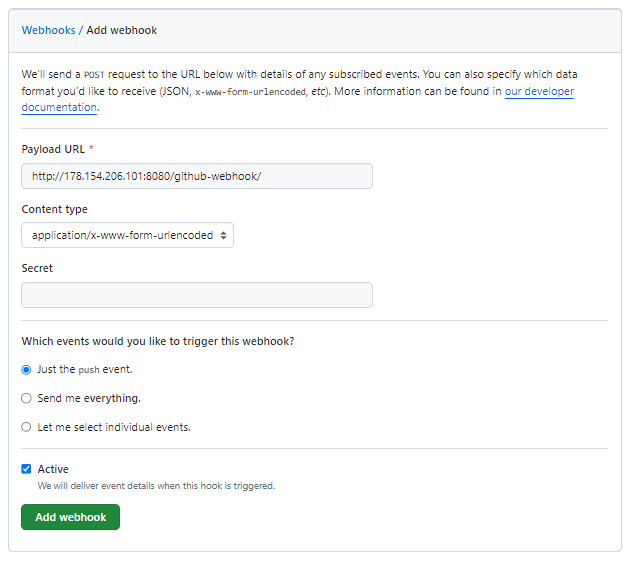 Webhooks / Add webhook
We'll send a POST request to the URL below with details of any subscribed events. You can also specify which data
format you'd like to receive (JSON, x-www-form-urlencoded, etc). More information can be found in our developer
documentation.
Payload URL *
http://178.154.206.101:8080/github-webhook/
Content type
application/x-www-form-urlencoded
Secret
Which events would you like to trigger this webhook?
Just the push event.
Send me everything.
Let me select individual events.
Active
We will deliver event details when this hook is triggered.
Add webhook